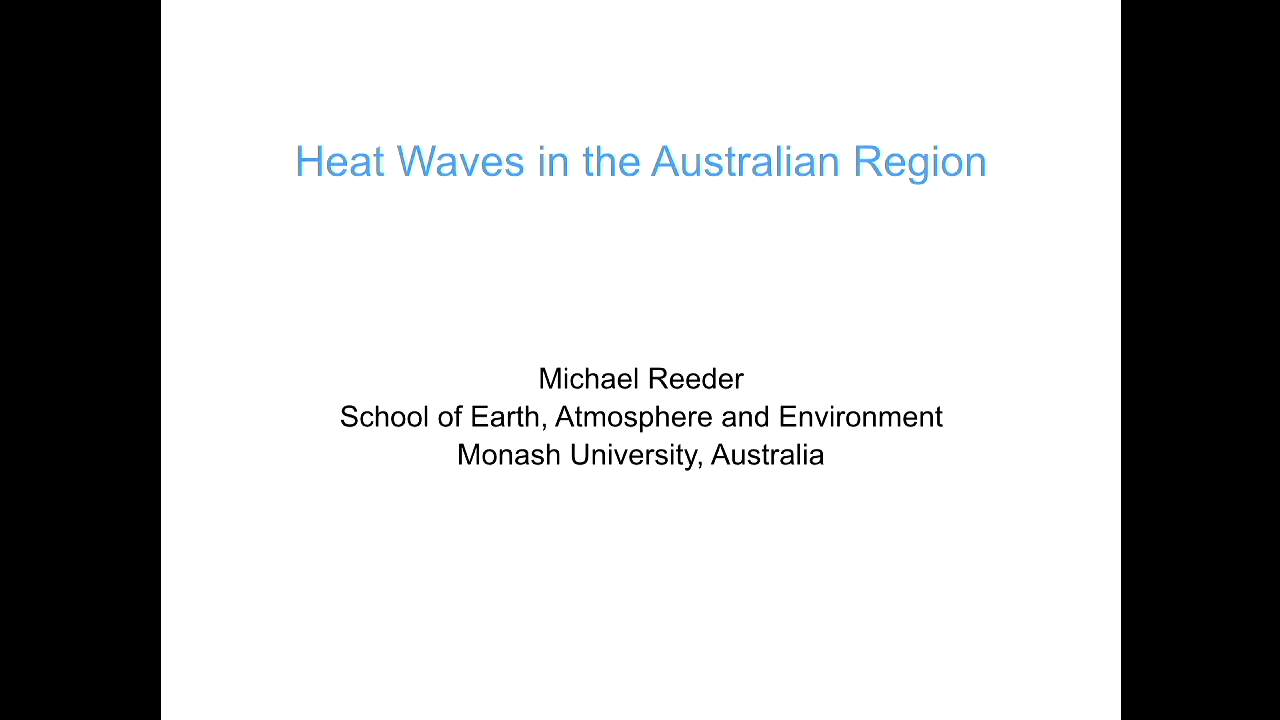 Heat Waves in the Australian Region
Michael Reeder
School of Earth, Atmosphere and Environment
Monash University, Australia